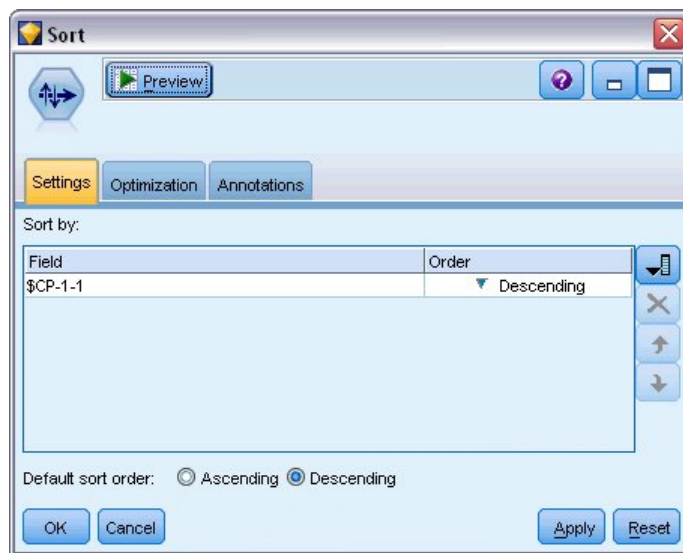 Sort
Preview
Settings Optimization Annotations
Sort by:
Field Order
$CP-1-1 Descending
Default sort order: Ascending Descending
OK Cancel Apply Reset